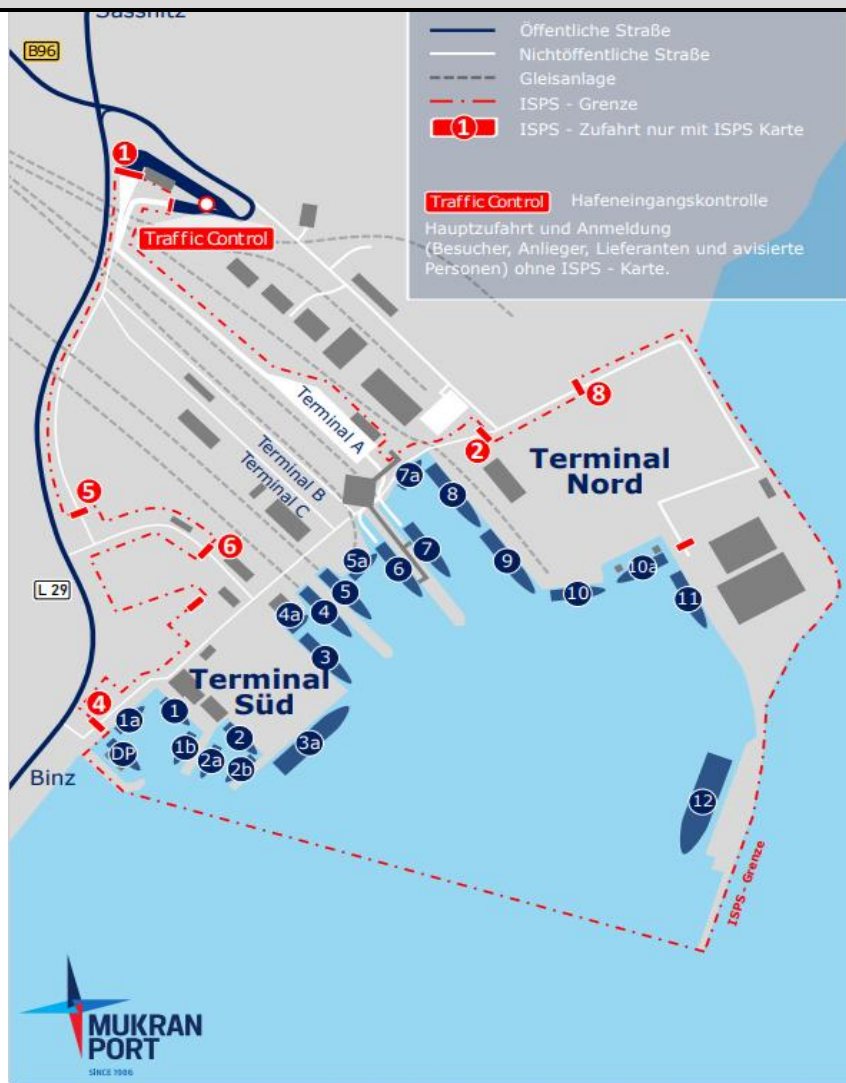 Sassnitz
B96
Öffentliche Straße
Nichtöffentliche Straße
Gleisanlage
ISPS - Grenze
1
ISPS - Zufahrt nur mit ISPS Karte
Traffic Control
Hafeneingangskontrolle
Hauptzufahrt und Anmeldung
(Besucher, Anlieger, Lieferanten und avisierte
Personen) ohne ISPS - Karte.
1
Traffic Control
8
2
Terminal A
Terminal B
Terminal C
Terminal
Nord
5
6
7a
8
9
7
6
5a
5
4
4a
3
10
10a
11
L 29
4
Terminal
Süd
1a
1
DP
1b
2a
2
2b
3a
12
Binz
ISPS - Grenze
MUKRAN
PORT
SINCE 1986